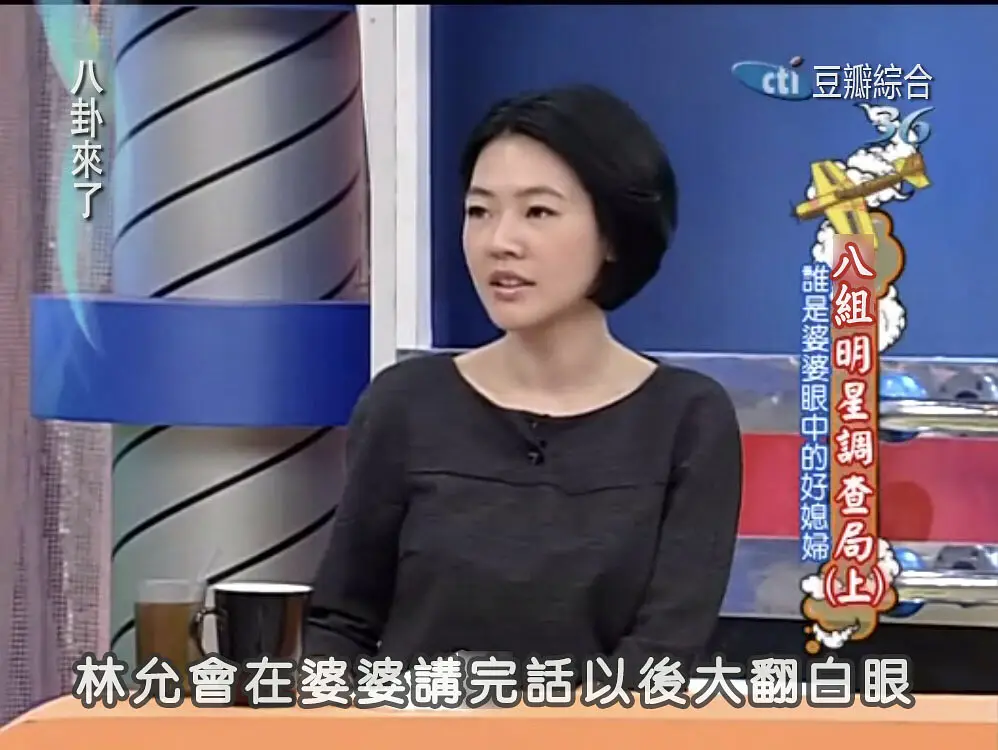 八卦來了
cti 豆瓣綜合
36
八組明星調查局(上)
誰是婆婆眼中的好媳婦
林允會在婆婆講完話以後大翻白眼